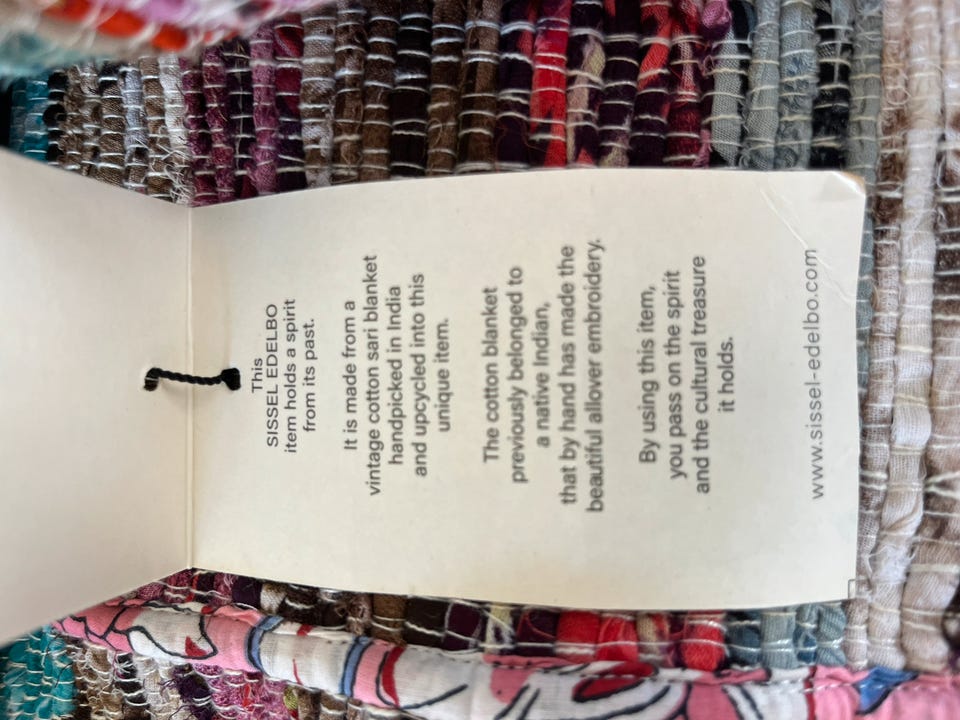 This
SISSEL EDELBO
item holds a spirit
from its past.
It is made from a
vintage cotton sari blanket
handpicked in India
and upcycled into this
unique item.
The cotton blanket
previously belonged to
a native Indian,
that by hand has made the
beautiful allover embroidery.
By using this item,
you pass on the spirit
and the cultural treasure
it holds.
www.sissel-edelbo.com